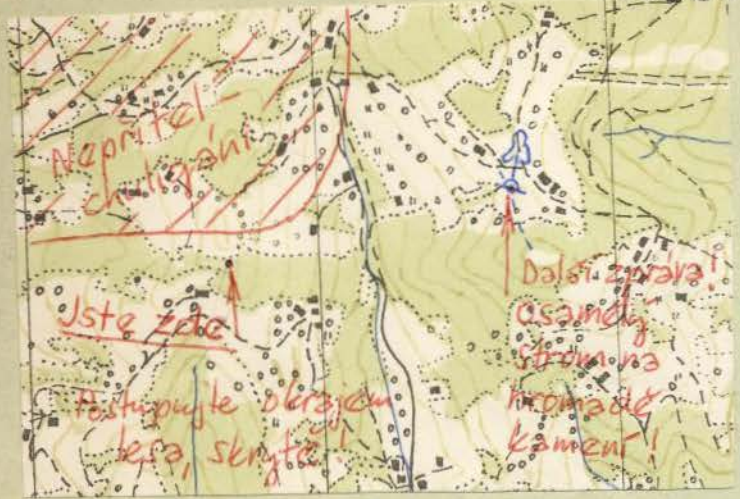 Nepřítel -
chuligáni
Jste zde
Postupujte okrajem
lesa, skrytě!
Další zpráva!
Osamělý
strom na
hromadě
kamení!